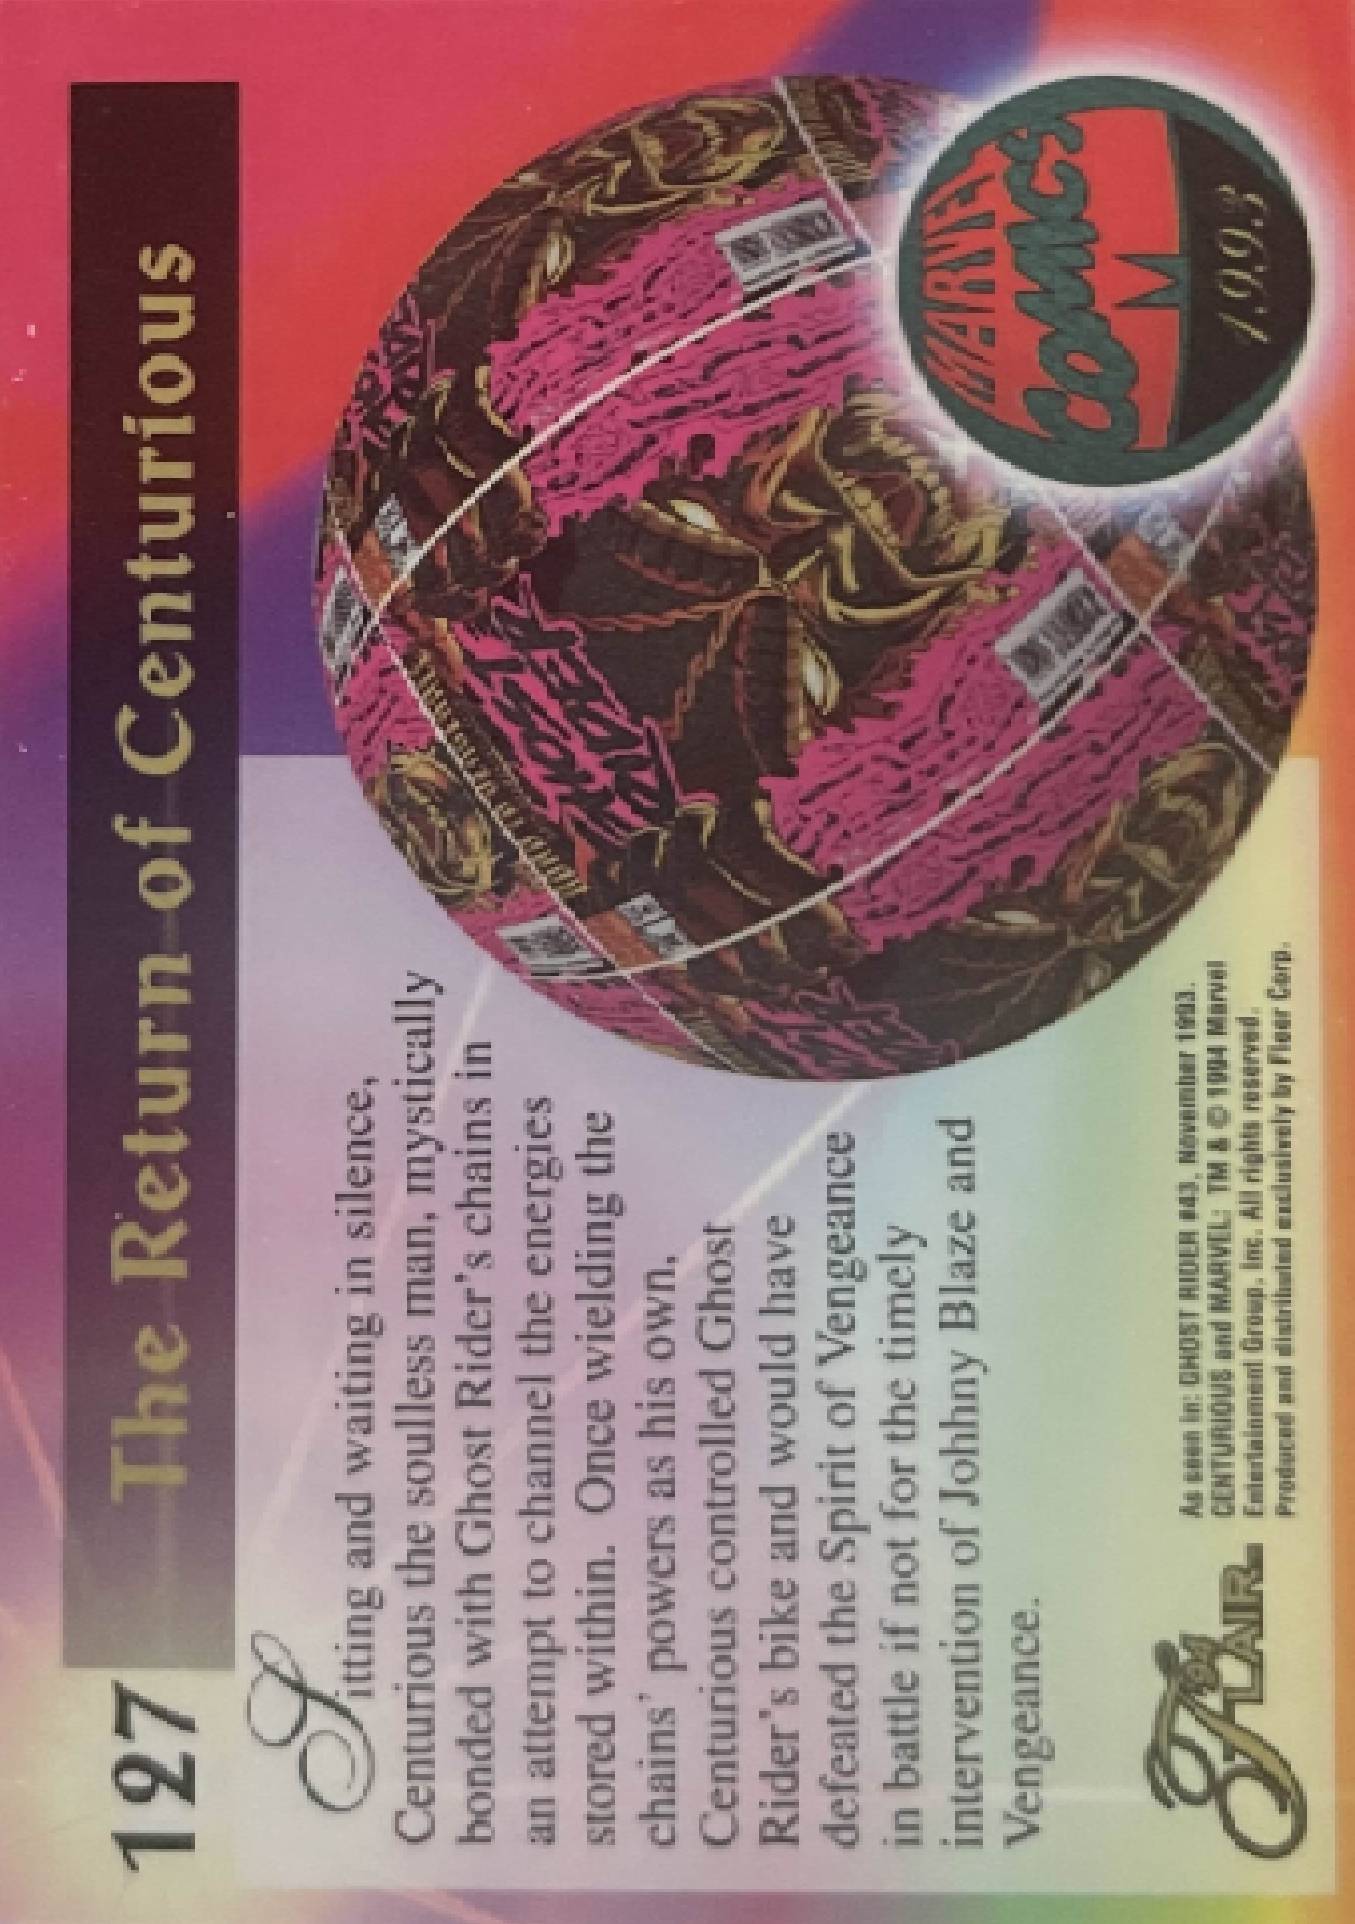 127
The Return of Centurious
Sitting and waiting in silence,
Centurious the soulless man, mystically
bonded with Ghost Rider's chains in
an attempt to channel the energies
stored within. Once wielding the
chains' powers as his own,
Centurious controlled Ghost
Rider's bike and would have
defeated the Spirit of Vengeance
in battle if not for the timely
intervention of Johhny Blaze and
Vengeance.
GHOST
RIDER
MARVEL
COMICS
M
1993
'94
FLAIR
As seen in: GHOST RIDER #43, November 1993.
CENTURIOUS and MARVEL: TM & © 1994 Marvel
Entertainment Group, Inc. All rights reserved.
Produced and distributed exclusively by Fleer Corp.